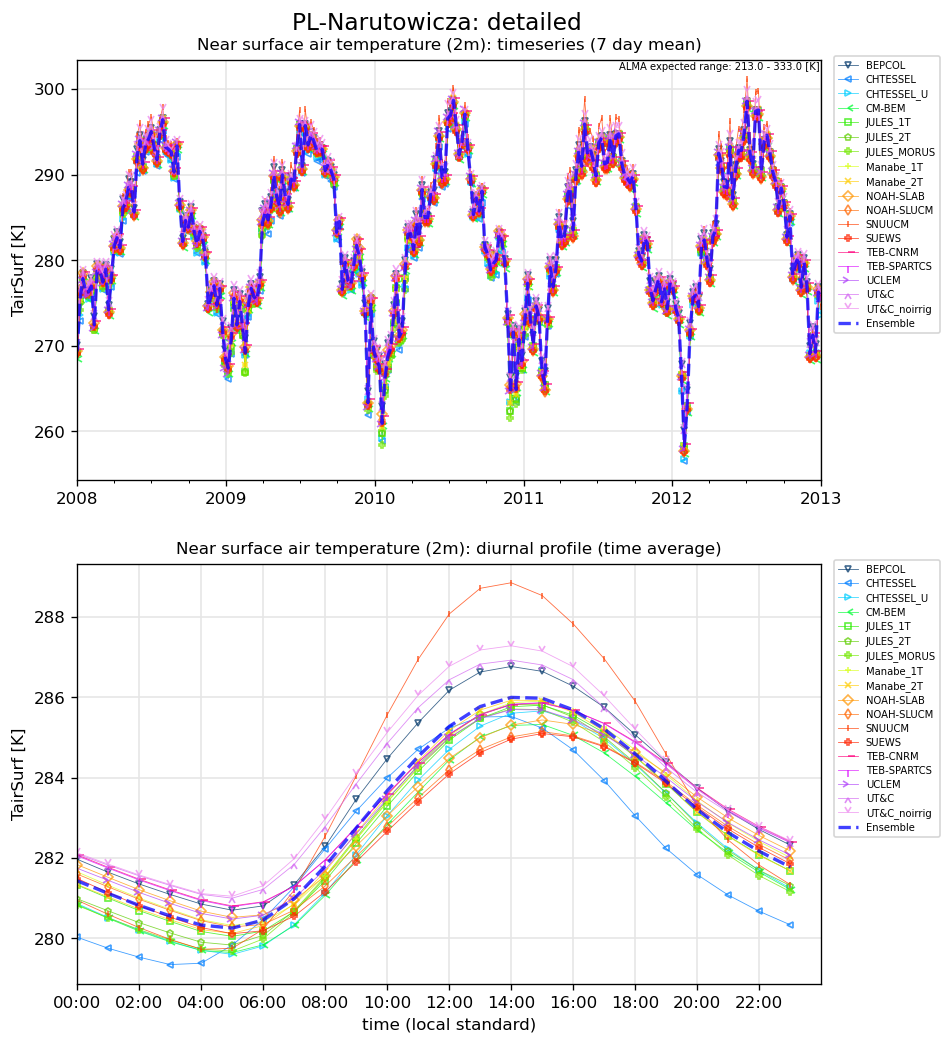 PL-Narutowicza: detailed
Near surface air temperature (2m): timeseries (7 day mean)
ALMA expected range: 213.0 - 333.0 [K]
TairSurf [K]
300
290
280
270
260
2008
2009
2010
2011
2012
2013
BEPCOL
CHTESSEL
CHTESSEL_U
CM-BEM
JULES_1T
JULES_2T
JULES_MORUS
Manabe_1T
Manabe_2T
NOAH-SLAB
NOAH-SLUCM
SNUUCM
SUEWS
TEB-CNRM
TEB-SPARTCS
UCLEM
UT&C
UT&C_noirrig
Ensemble
Near surface air temperature (2m): diurnal profile (time average)
TairSurf [K]
288
286
284
282
280
00:00
02:00
04:00
06:00
08:00
10:00
12:00
14:00
16:00
18:00
20:00
22:00
time (local standard)
BEPCOL
CHTESSEL
CHTESSEL_U
CM-BEM
JULES_1T
JULES_2T
JULES_MORUS
Manabe_1T
Manabe_2T
NOAH-SLAB
NOAH-SLUCM
SNUUCM
SUEWS
TEB-CNRM
TEB-SPARTCS
UCLEM
UT&C
UT&C_noirrig
Ensemble